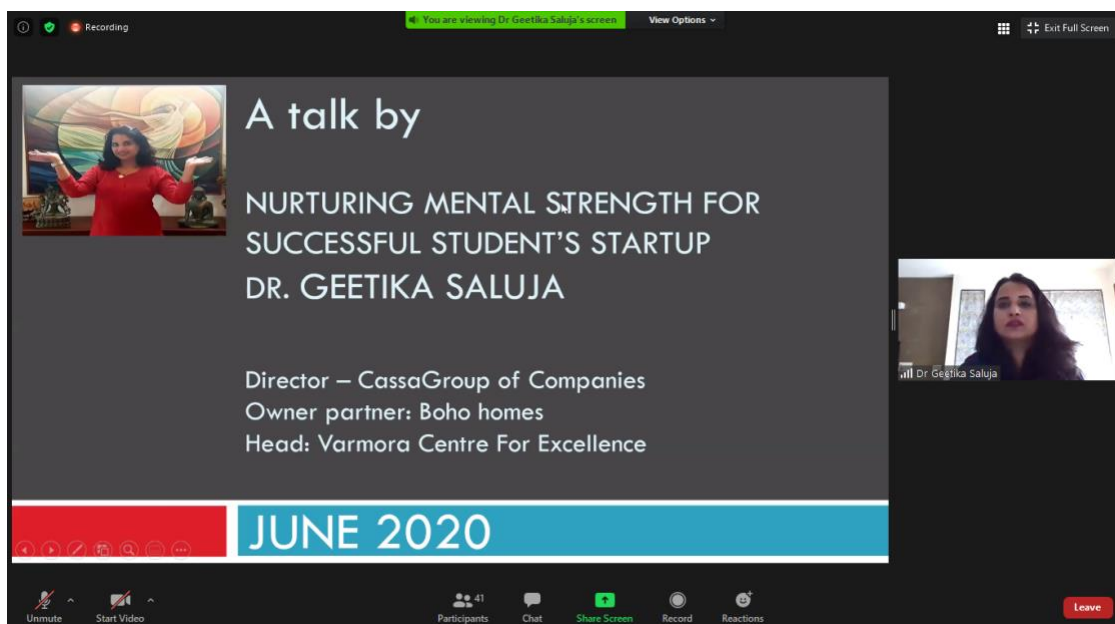 Recording
You are viewing Dr Geetika Saluja's screen
View Options
Exit Full Screen
A talk by
NURTURING MENTAL STRENGTH FOR
SUCCESSFUL STUDENT'S STARTUP
DR. GEETIKA SALUJA
Director – CassaGroup of Companies
Owner partner: Boho homes
Head: Varmora Centre For Excellence
JUNE 2020
Dr Geetika Saluja
Unmute
Start Video
41
Participants
Chat
Share Screen
Record
Reactions
Leave